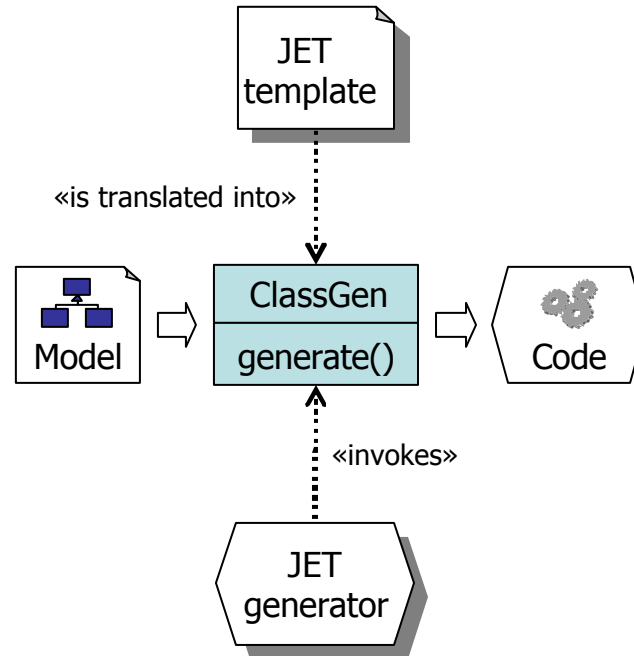 JET
template
«is translated into»
ClassGen
Model
generate()
Code
«invokes»
JET
generator